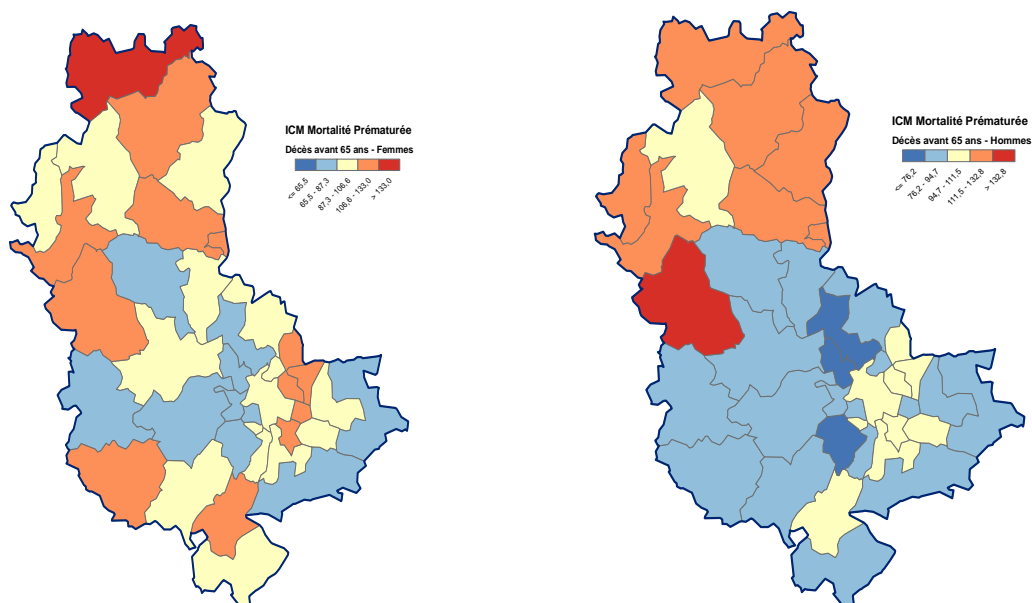 ICM Mortalité Prématurée
Décès avant 65 ans - Femmes
<= 65,5
65,5 - 87,3
87,3 - 106,6
106,6 - 133,0
> 133,0
ICM Mortalité Prématurée
Décès avant 65 ans - Hommes
<= 76,2
76,2 - 94,7
94,7 - 111,5
111,5 - 132,8
> 132,8